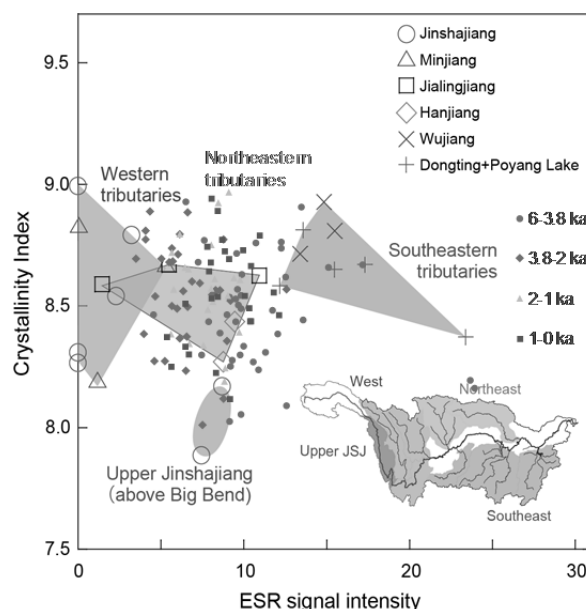 9.5
9.0
8.5
8.0
7.5
Crystallinity Index
0
10
15
20
25
30
ESR signal intensity
Jinshajiang
Minjiang
Jialingjiang
Hanjiang
Wujiang
Dongting+Poyang Lake
Western
tributaries
Northeastern
tributaries
Southeastern
tributaries
6-3.8 ka
3.8-2 ka
2-1 ka
1-0 ka
Upper Jinshajiang
(above Big Bend)
West
Northeast
Upper JSJ
Southeast